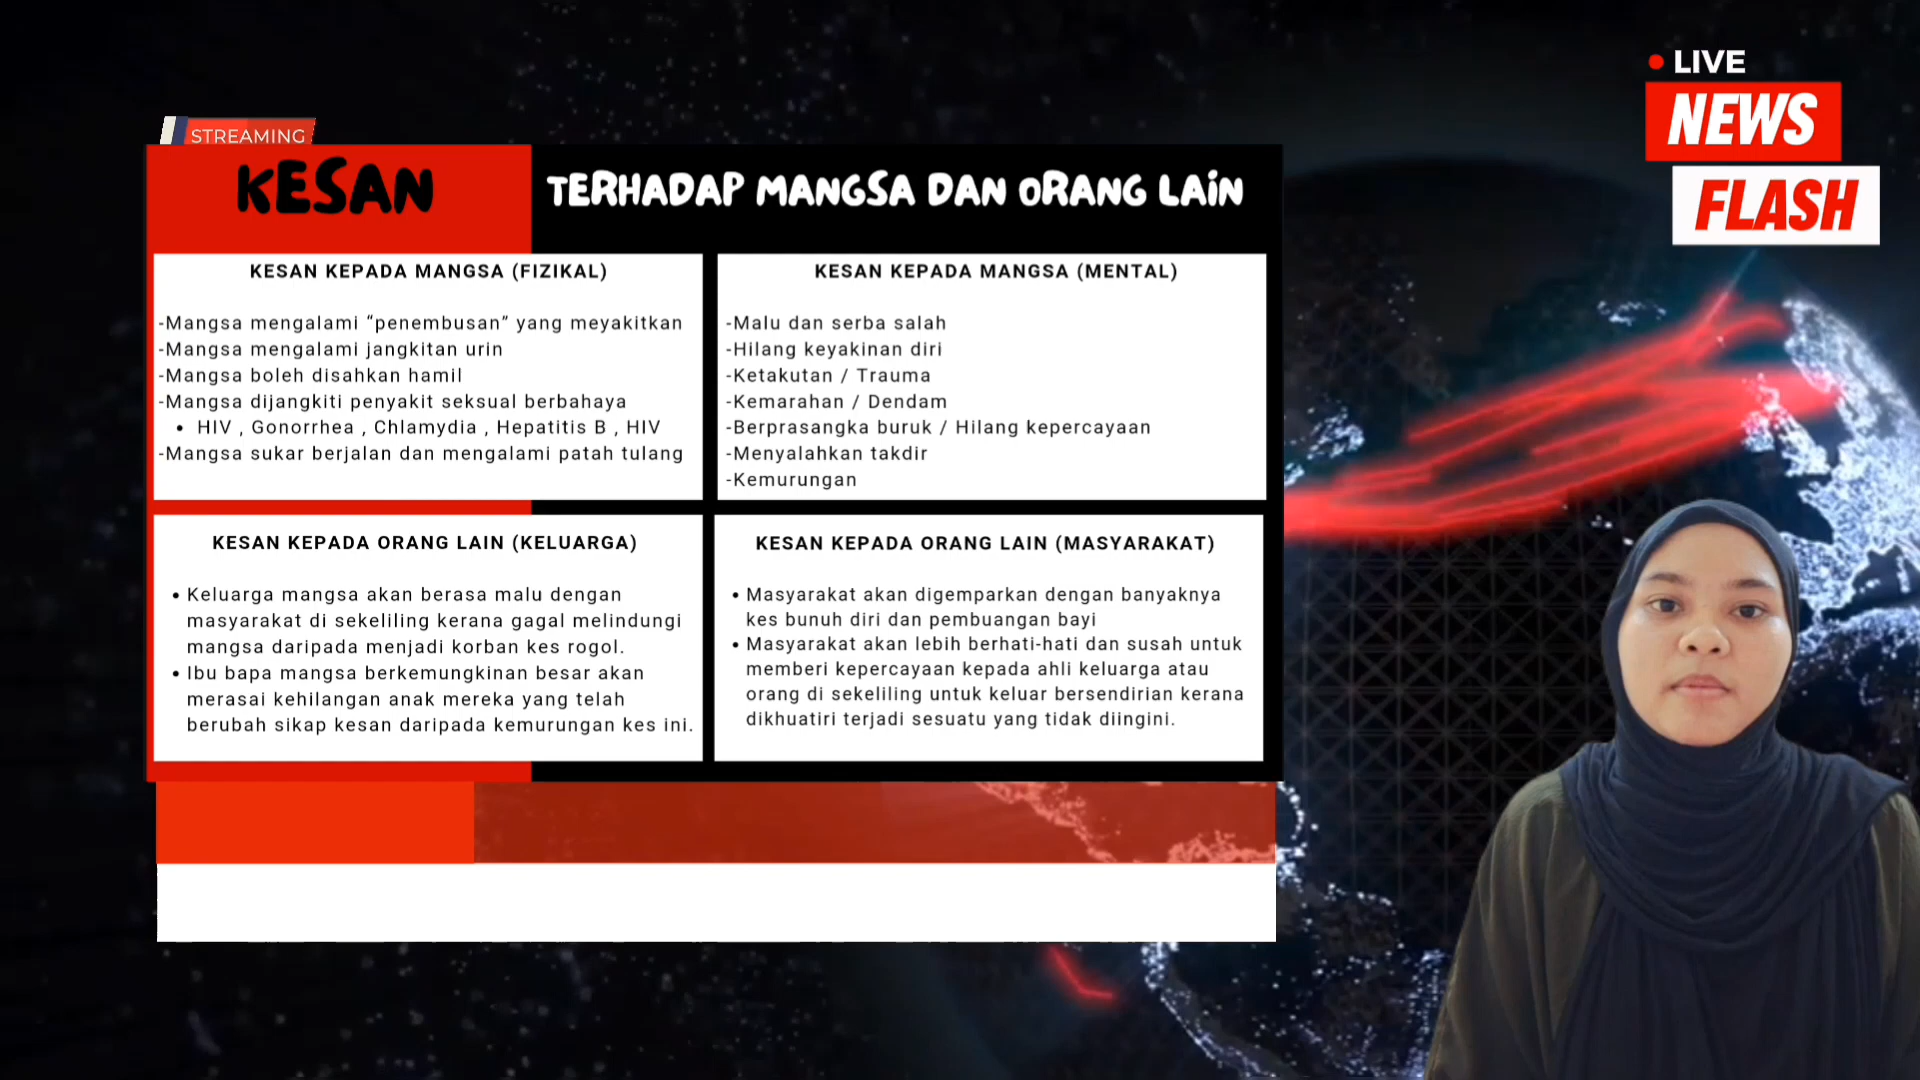 LIVE
NEWS
FLASH
STREAMING
KESAN TERHADAP MANGSA DAN ORANG LAIN
KESAN KEPADA MANGSA (FIZIKAL)
-Mangsa mengalami “penembusan” yang meyakitkan
-Mangsa mengalami jangkitan urin
-Mangsa boleh disahkan hamil
-Mangsa dijangkiti penyakit seksual berbahaya
• HIV , Gonorrhea , Chlamydia , Hepatitis B , HIV
-Mangsa sukar berjalan dan mengalami patah tulang
KESAN KEPADA MANGSA (MENTAL)
-Malu dan serba salah
-Hilang keyakinan diri
-Ketakutan / Trauma
-Kemarahan / Dendam
-Berprasangka buruk / Hilang kepercayaan
-Menyalahkan takdir
-Kemurungan
KESAN KEPADA ORANG LAIN (KELUARGA)
• Keluarga mangsa akan berasa malu dengan
masyarakat di sekeliling kerana gagal melindungi
mangsa daripada menjadi korban kes rogol.
• Ibu bapa mangsa berkemungkinan besar akan
merasai kehilangan anak mereka yang telah
berubah sikap kesan daripada kemurungan kes ini.
KESAN KEPADA ORANG LAIN (MASYARAKAT)
• Masyarakat akan digemparkan dengan banyaknya
kes bunuh diri dan pembuangan bayi
• Masyarakat akan lebih berhati-hati dan susah untuk
memberi kepercayaan kepada ahli keluarga atau
orang di sekeliling untuk keluar bersendirian kerana
dikhuatiri terjadi sesuatu yang tidak diingini.